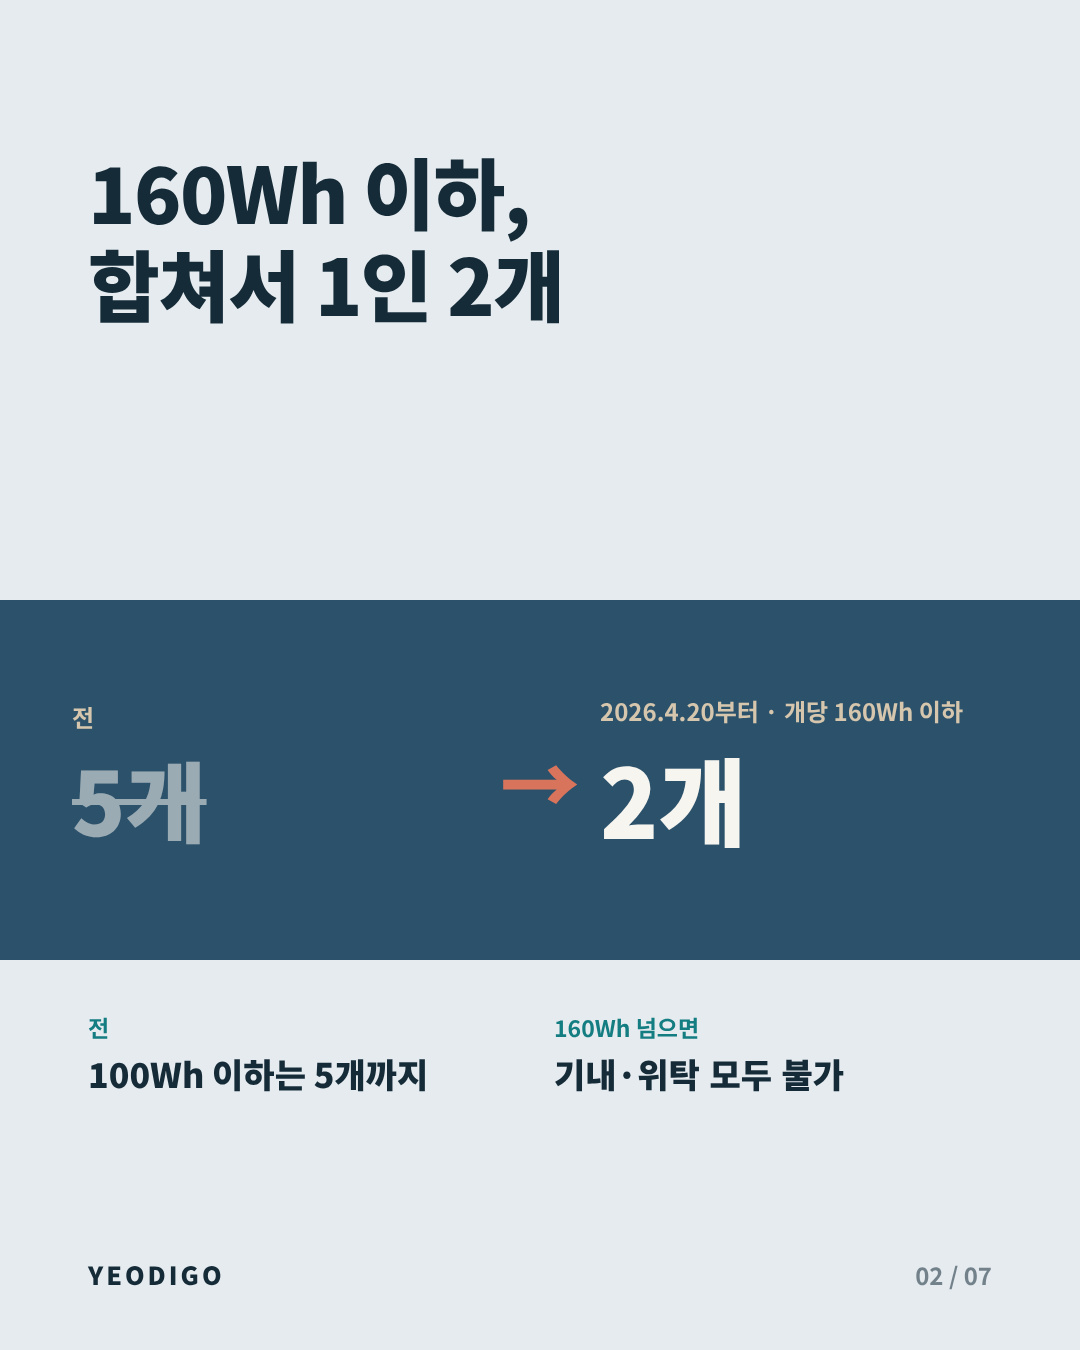 160Wh 이하,
합쳐서 1인 2개
전
5개
→
2026.4.20부터 · 개당 160Wh 이하
2개
전
100Wh 이하는 5개까지
160Wh 넘으면
기내·위탁 모두 불가
YEODIGO
02 / 07